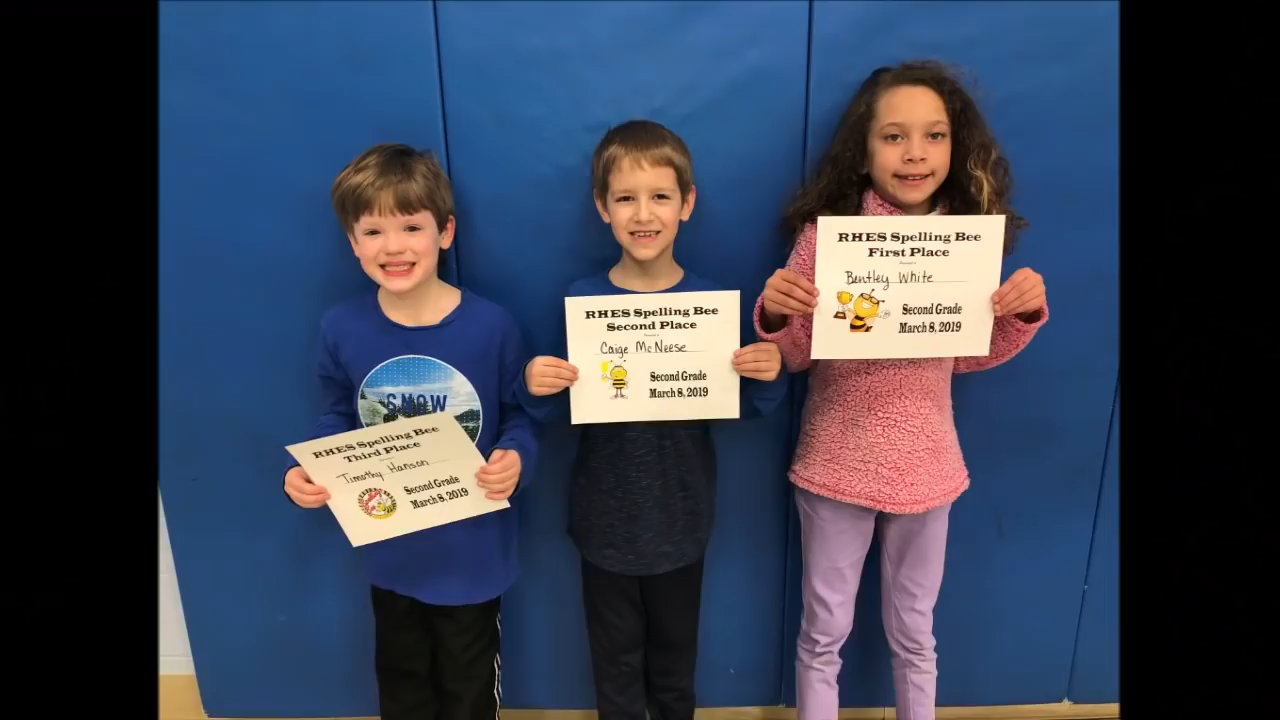 SNOW
RHES Spelling Bee
Third Place
Timothy Hanson
Second Grade
March 8, 2019
RHES Spelling Bee
Second Place
Caige McNeese
Second Grade
March 8, 2019
RHES Spelling Bee
First Place
Bentley White
Second Grade
March 8, 2019